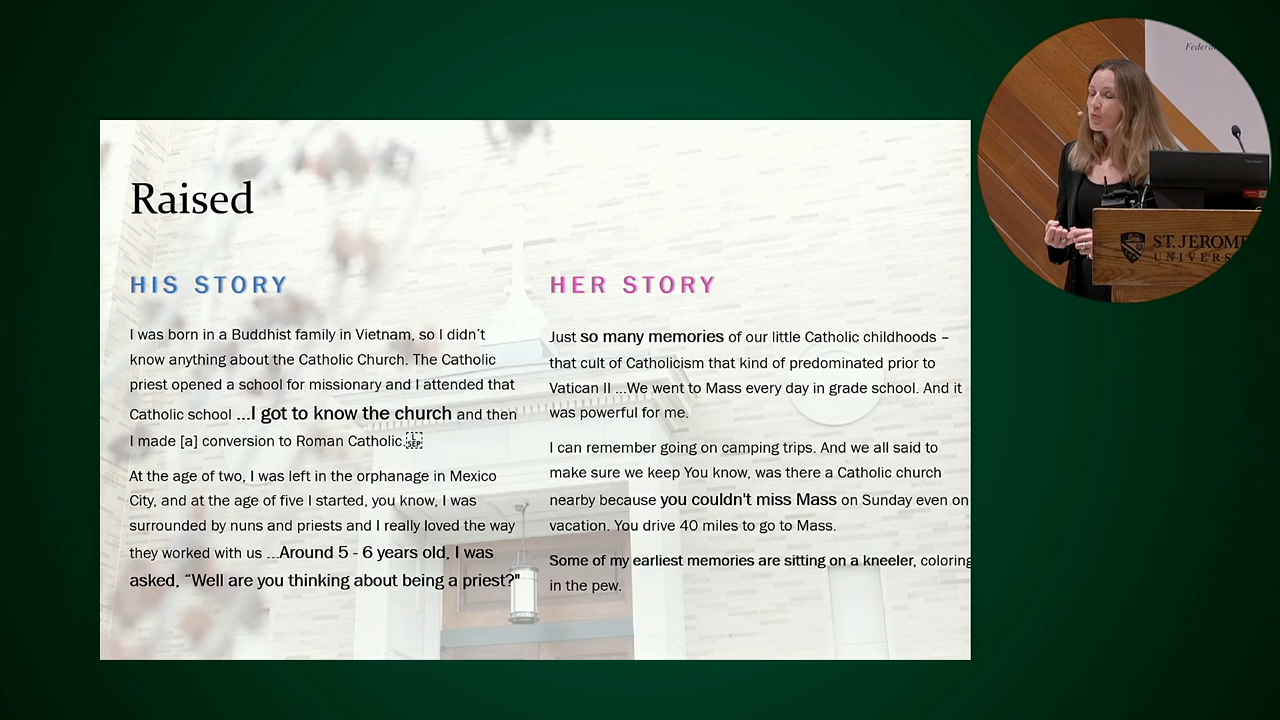 Raised
HIS STORY
I was born in a Buddhist family in Vietnam, so I didn't
know anything about the Catholic Church. The Catholic
priest opened a school for missionary and I attended that
Catholic school ...I got to know the church and then
I made [a] conversion to Roman Catholic.
At the age of two, I was left in the orphanage in Mexico
City, and at the age of five I started, you know, I was
surrounded by nuns and priests and I really loved the way
they worked with us ...Around 5 - 6 years old, I was
asked, “Well are you thinking about being a priest?"
HER STORY
Just so many memories of our little Catholic childhoods –
that cult of Catholicism that kind of predominated prior to
Vatican II ...We went to Mass every day in grade school. And it
was powerful for me.
I can remember going on camping trips. And we all said to
make sure we keep You know, was there a Catholic church
nearby because you couldn't miss Mass on Sunday even on
vacation. You drive 40 miles to go to Mass.
Some of my earliest memories are sitting on a kneeler, coloring
in the pew.
ST. JEROME
UNIVERS